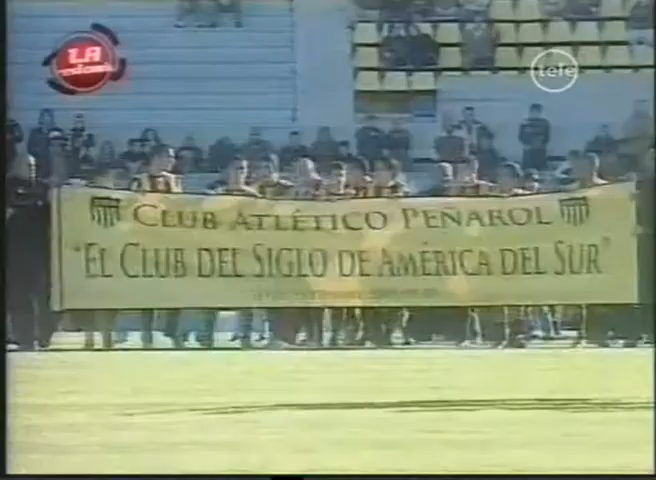 LA
tele
CLUB ATLÉTICO PEÑAROL
"EL CLUB DEL SIGLO DE AMÉRICA DEL SUR"